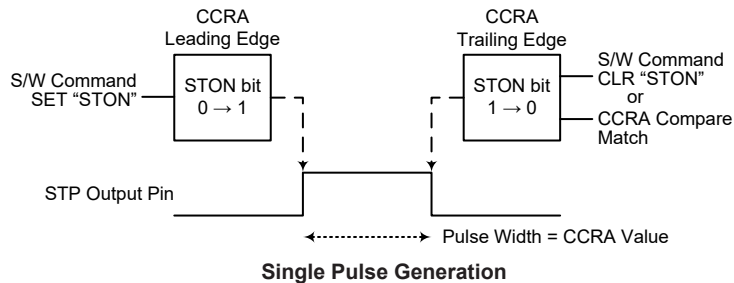 CCRA
Leading Edge
CCRA
Trailing Edge
S/W Command
SET “STON”
STON bit
0 → 1
STON bit
1 → 0
S/W Command
CLR “STON”
or
CCRA Compare
Match
STP Output Pin
Pulse Width = CCRA Value
Single Pulse Generation